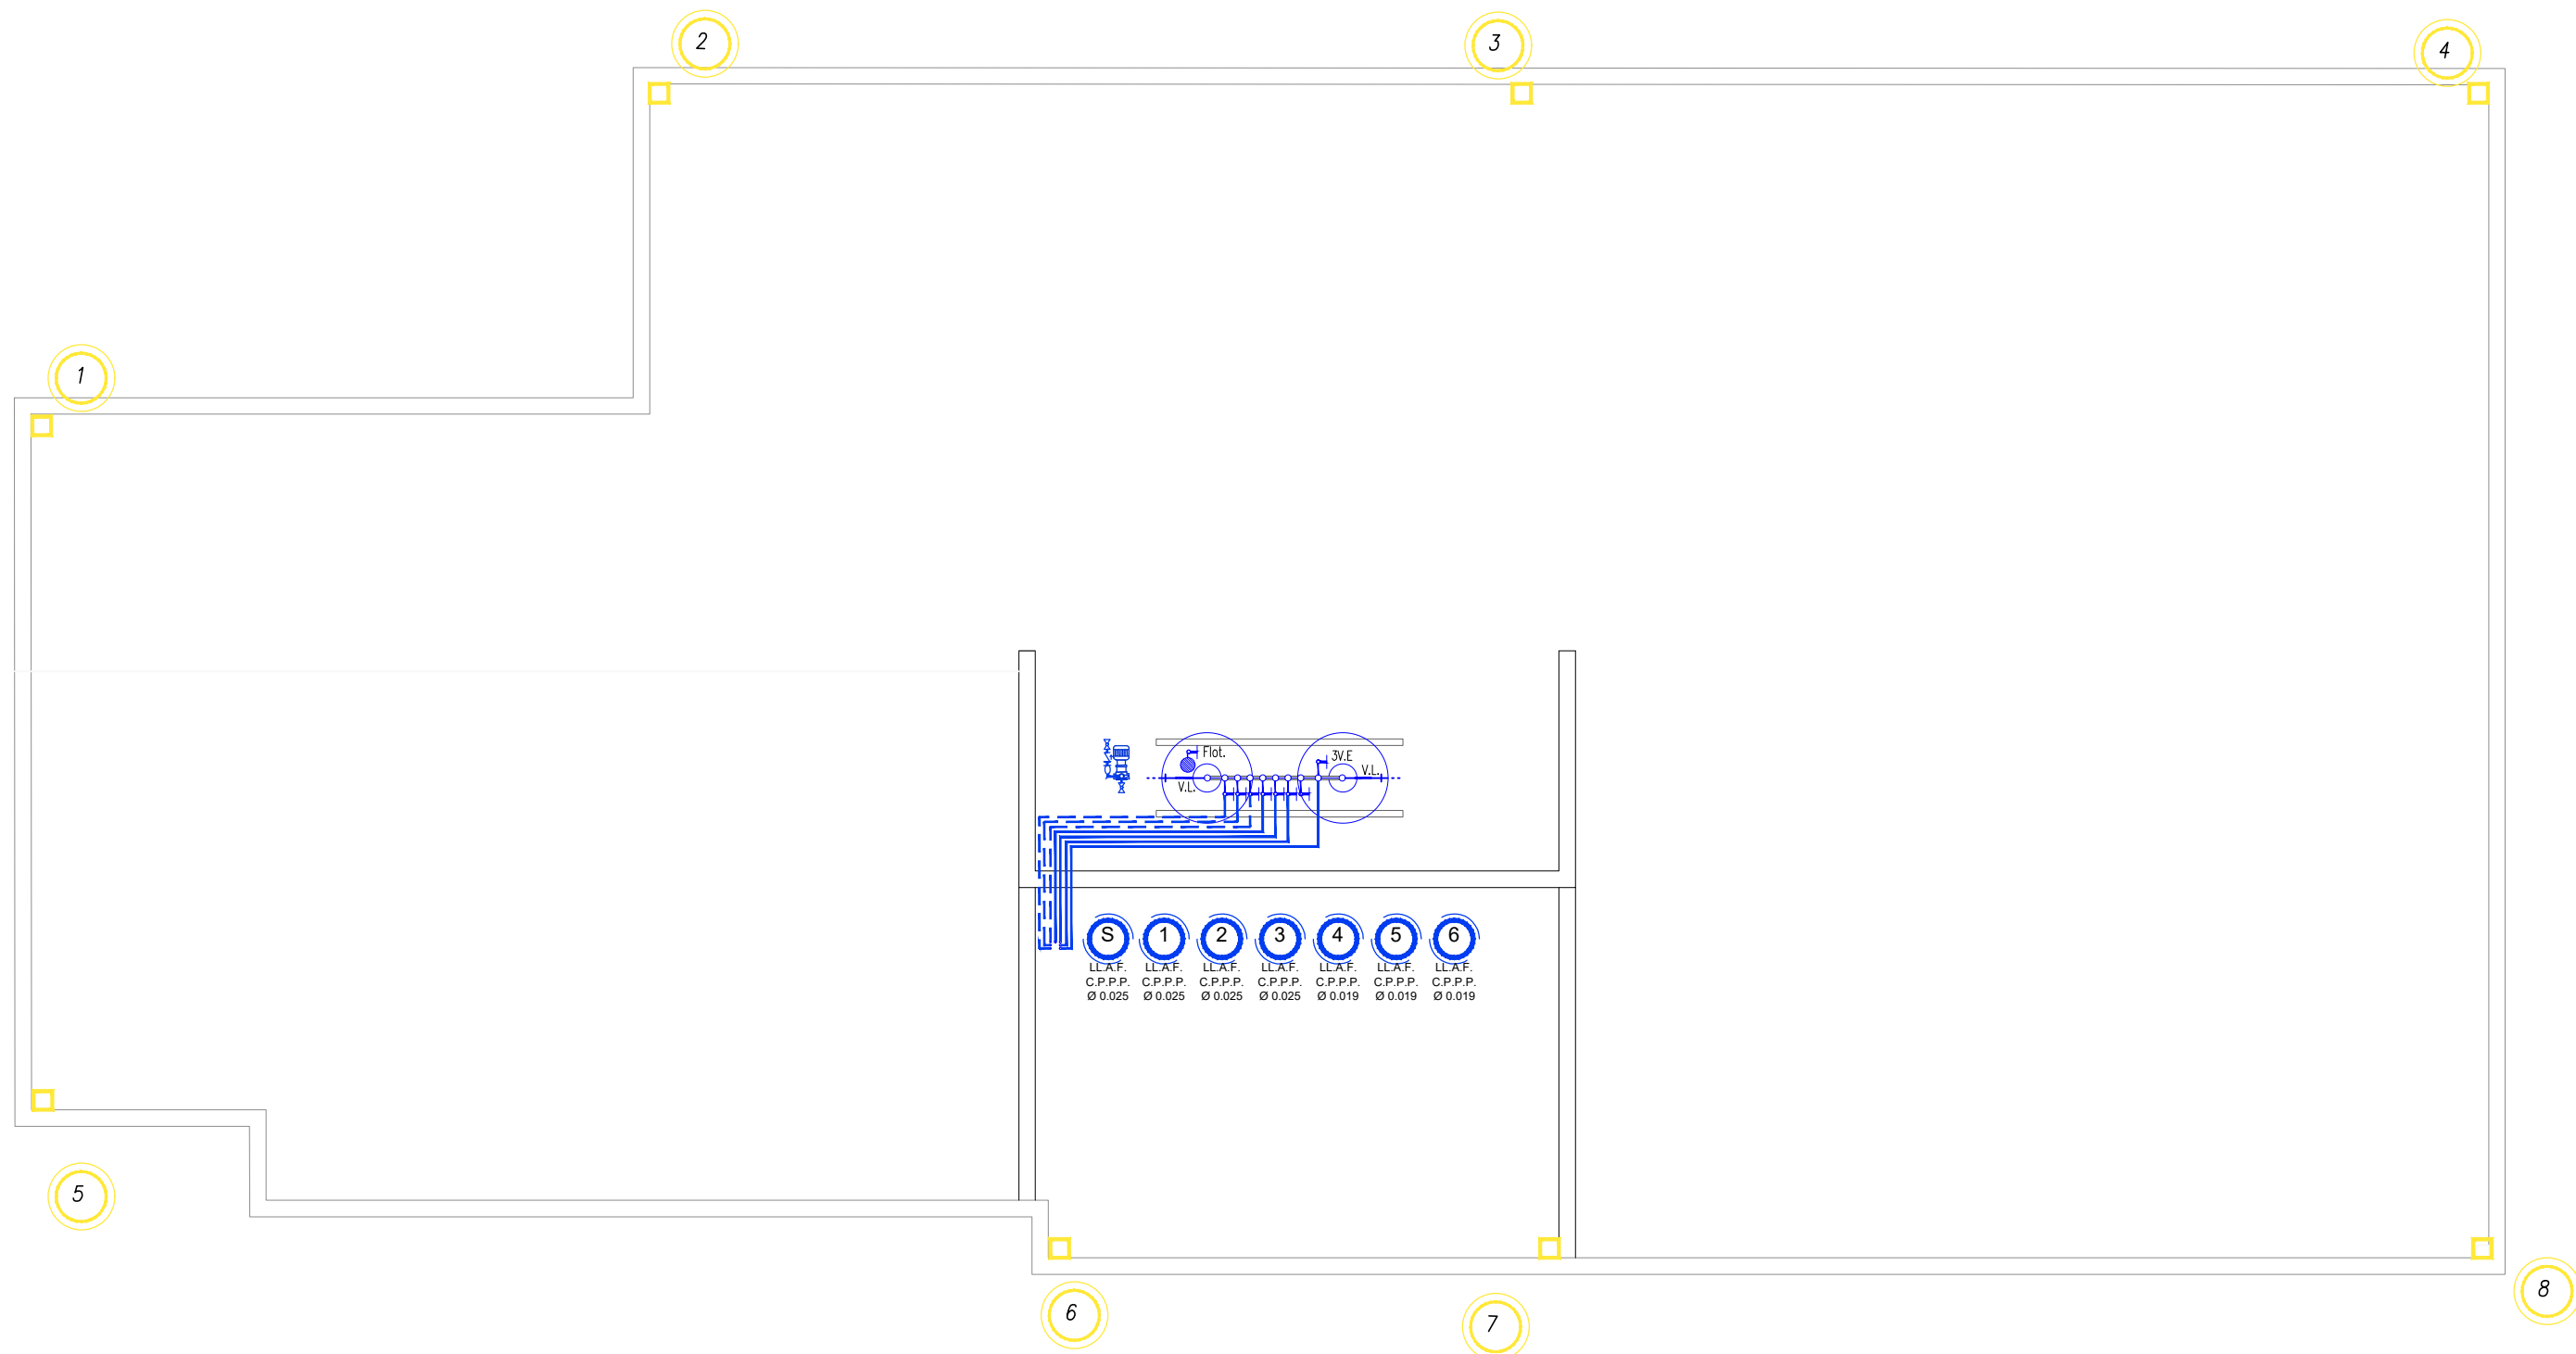 2
3
4
1
Flot.
3V.E
V.L.
V.L.
S 1 2 3 4 5 6
LL.A.F. LL.A.F. LL.A.F. LL.A.F. LL.A.F. LL.A.F. LL.A.F.
C.P.P.P. C.P.P.P. C.P.P.P. C.P.P.P. C.P.P.P. C.P.P.P. C.P.P.P.
Ø 0.025 Ø 0.025 Ø 0.025 Ø 0.025 Ø 0.019 Ø 0.019 Ø 0.019
5
6
7
8